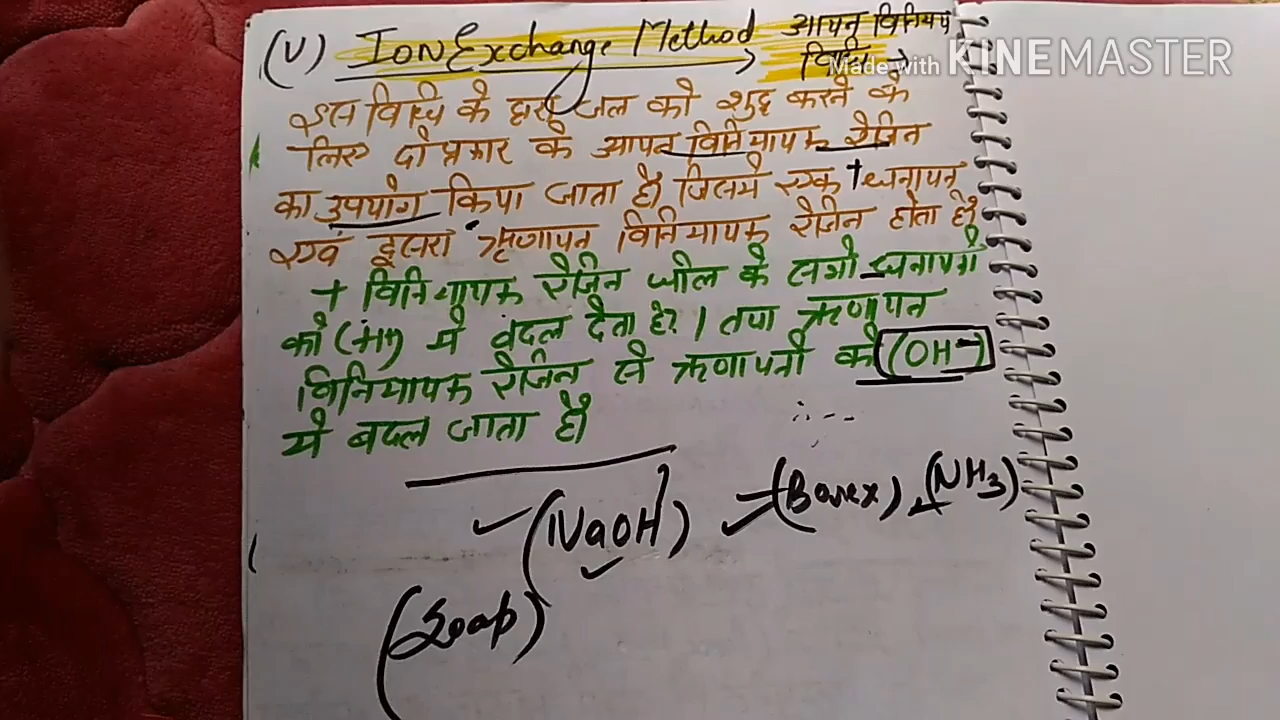 (V) Ion Exchange Method आयन विनिमय
विधि →
Made with KINEMASTER
इस विधि के द्वारा जल को शुद्ध करने के
लिए दो प्रकार के आयन विनिमायक रेजिन
का उपयोग किया जाता है। जिसमे एक + धनायन
एवं दूसरा ऋणायन विनिमायक रेजिन होता है।
+ विनिमायक रेजिन जोल के सभी धनायनो
को (H+) मे बदल देता है? । तथा ऋणायन
विनिमायक रेजिन से ऋणायनो को (OH-)
मे बदल जाता है।
(NaOH) (Borex), (NH3)
(Soap)